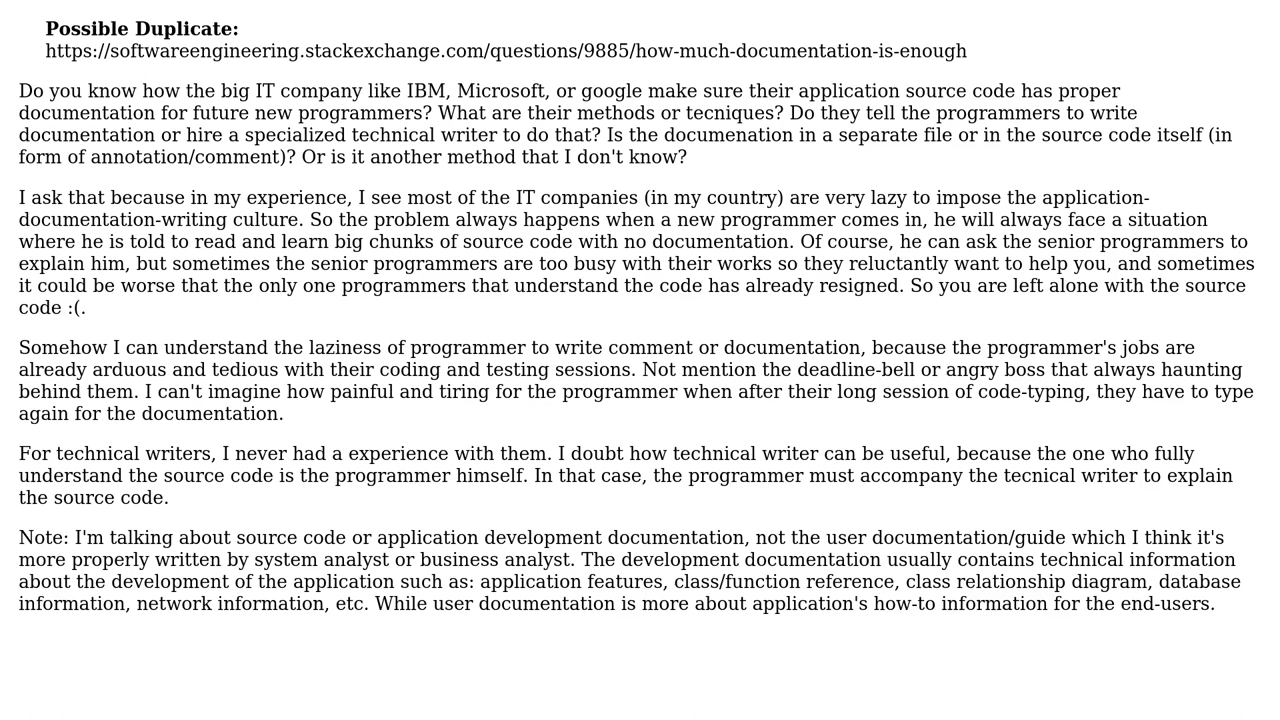 Possible Duplicate:
https://softwareengineering.stackexchange.com/questions/9885/how-much-documentation-is-enough
Do you know how the big IT company like IBM, Microsoft, or google make sure their application source code has proper
documentation for future new programmers? What are their methods or tecniques? Do they tell the programmers to write
documentation or hire a specialized technical writer to do that? Is the documenation in a separate file or in the source code itself (in
form of annotation/comment)? Or is it another method that I don't know?
I ask that because in my experience, I see most of the IT companies (in my country) are very lazy to impose the application-
documentation-writing culture. So the problem always happens when a new programmer comes in, he will always face a situation
where he is told to read and learn big chunks of source code with no documentation. Of course, he can ask the senior programmers to
explain him, but sometimes the senior programmers are too busy with their works so they reluctantly want to help you, and sometimes
it could be worse that the only one programmers that understand the code has already resigned. So you are left alone with the source
code :(.
Somehow I can understand the laziness of programmer to write comment or documentation, because the programmer's jobs are
already arduous and tedious with their coding and testing sessions. Not mention the deadline-bell or angry boss that always haunting
behind them. I can't imagine how painful and tiring for the programmer when after their long session of code-typing, they have to type
again for the documentation.
For technical writers, I never had a experience with them. I doubt how technical writer can be useful, because the one who fully
understand the source code is the programmer himself. In that case, the programmer must accompany the tecnical writer to explain
the source code.
Note: I'm talking about source code or application development documentation, not the user documentation/guide which I think it's
more properly written by system analyst or business analyst. The development documentation usually contains technical information
about the development of the application such as: application features, class/function reference, class relationship diagram, database
information, network information, etc. While user documentation is more about application's how-to information for the end-users.